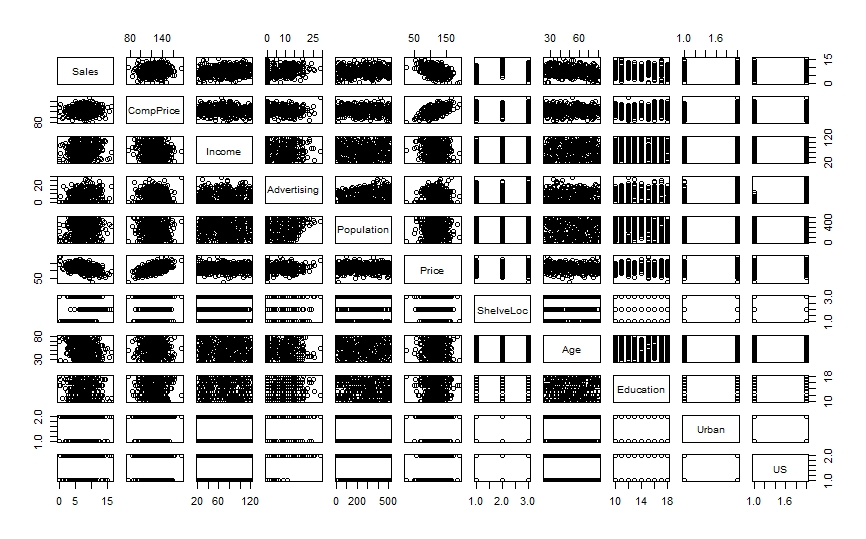 80 140 0 10 25 50 150 30 60 1.0 1.6
Sales 0 15
80 CompPrice
Income 20 120
0 20 Advertising
Population 0 400
50 Price
ShelveLoc 1.0 3.0
30 80 Age
Education 10 18
1.0 2.0 Urban
US 1.0 2.0
0 5 15 20 60 120 0 200 500 1.0 2.0 3.0 10 14 18 1.0 1.6